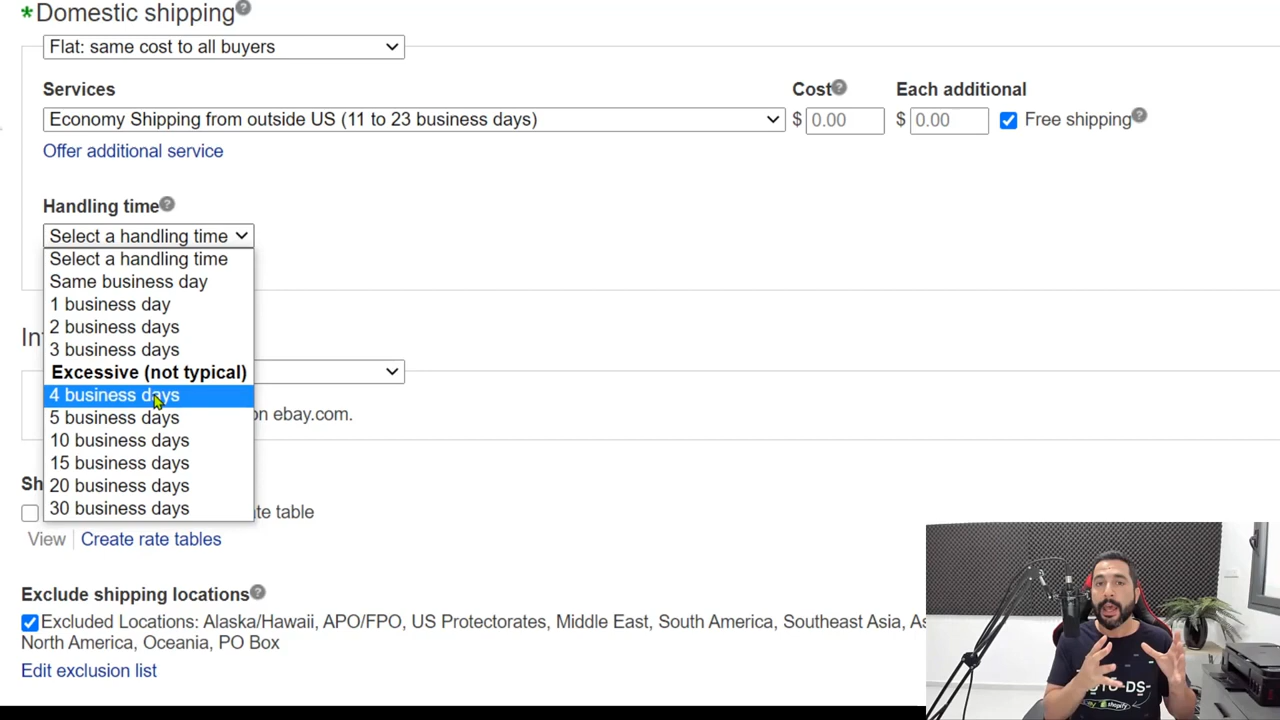 *Domestic shipping?
Flat: same cost to all buyers
Services Cost? Each additional
Economy Shipping from outside US (11 to 23 business days) $ 0.00 $ 0.00 Free shipping?
Offer additional service
Handling time?
Select a handling time
Select a handling time
Same business day
1 business day
2 business days
3 business days
Excessive (not typical)
4 business days
5 business days
on ebay.com.
10 business days
15 business days
20 business days
30 business days
Sh
te table
View | Create rate tables
Exclude shipping locations?
Excluded Locations: Alaska/Hawaii, APO/FPO, US Protectorates, Middle East, South America, Southeast Asia, As
North America, Oceania, PO Box
Edit exclusion list
DS
shopify